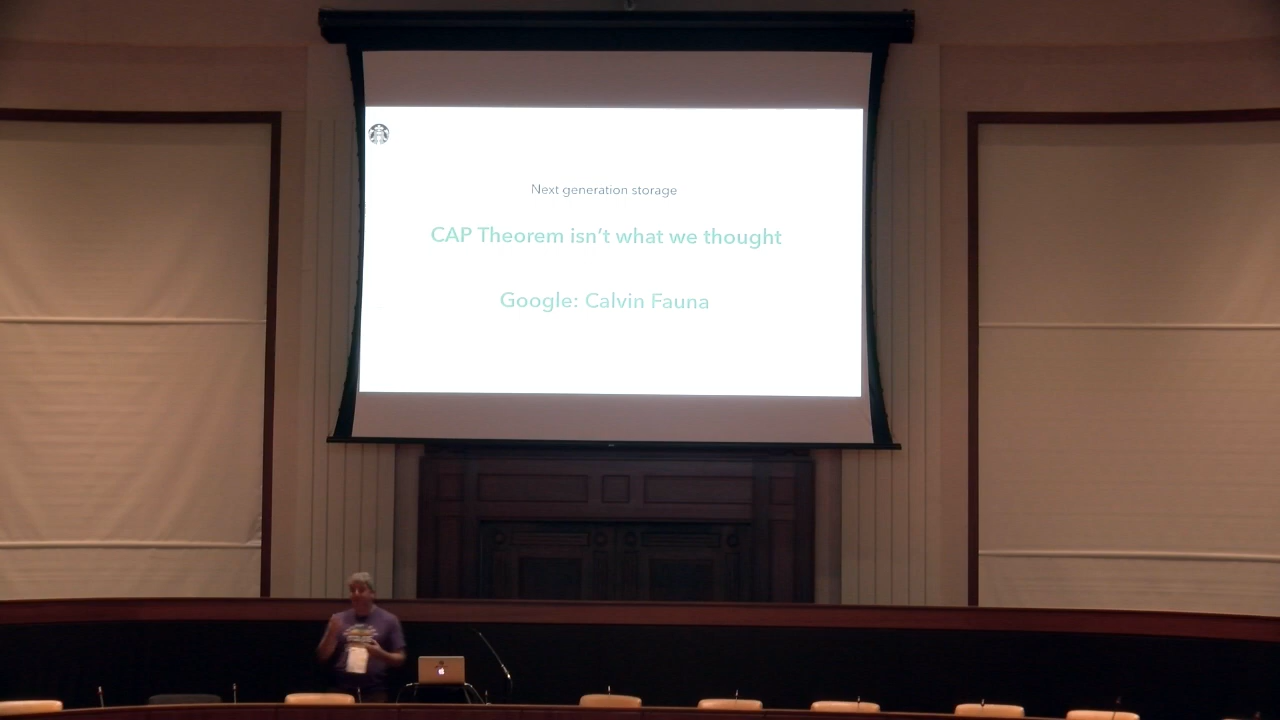 Next generation storage
CAP Theorem isn't what we thought
Google: Calvin Fauna